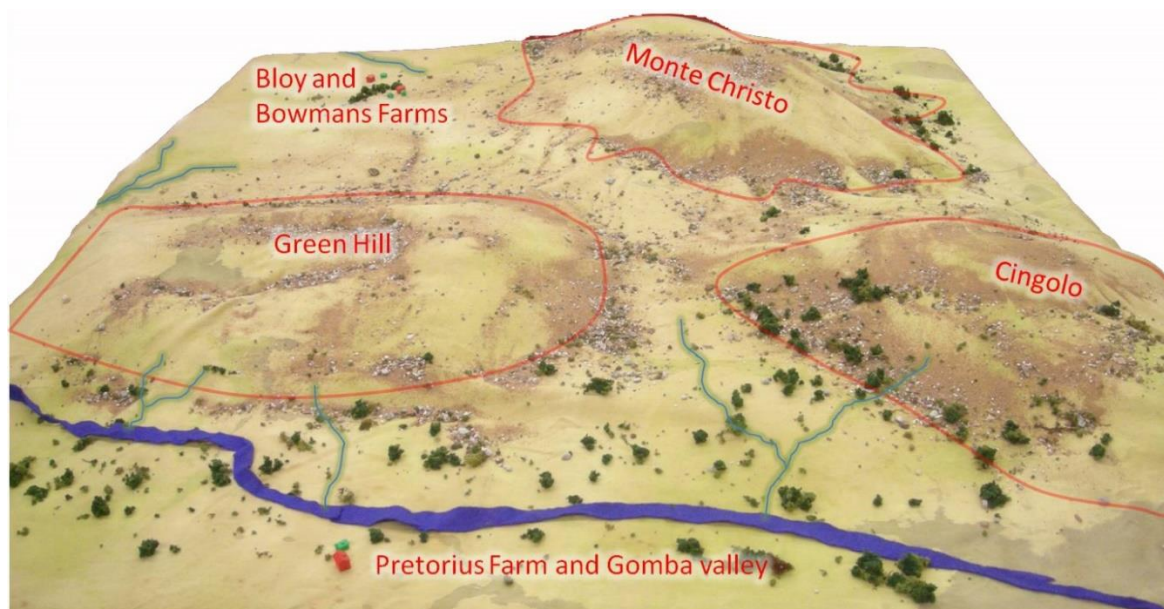 Monte Christo
Bloy and
Bowmans Farms
Green Hill
Cingolo
Pretorius Farm and Gomba valley